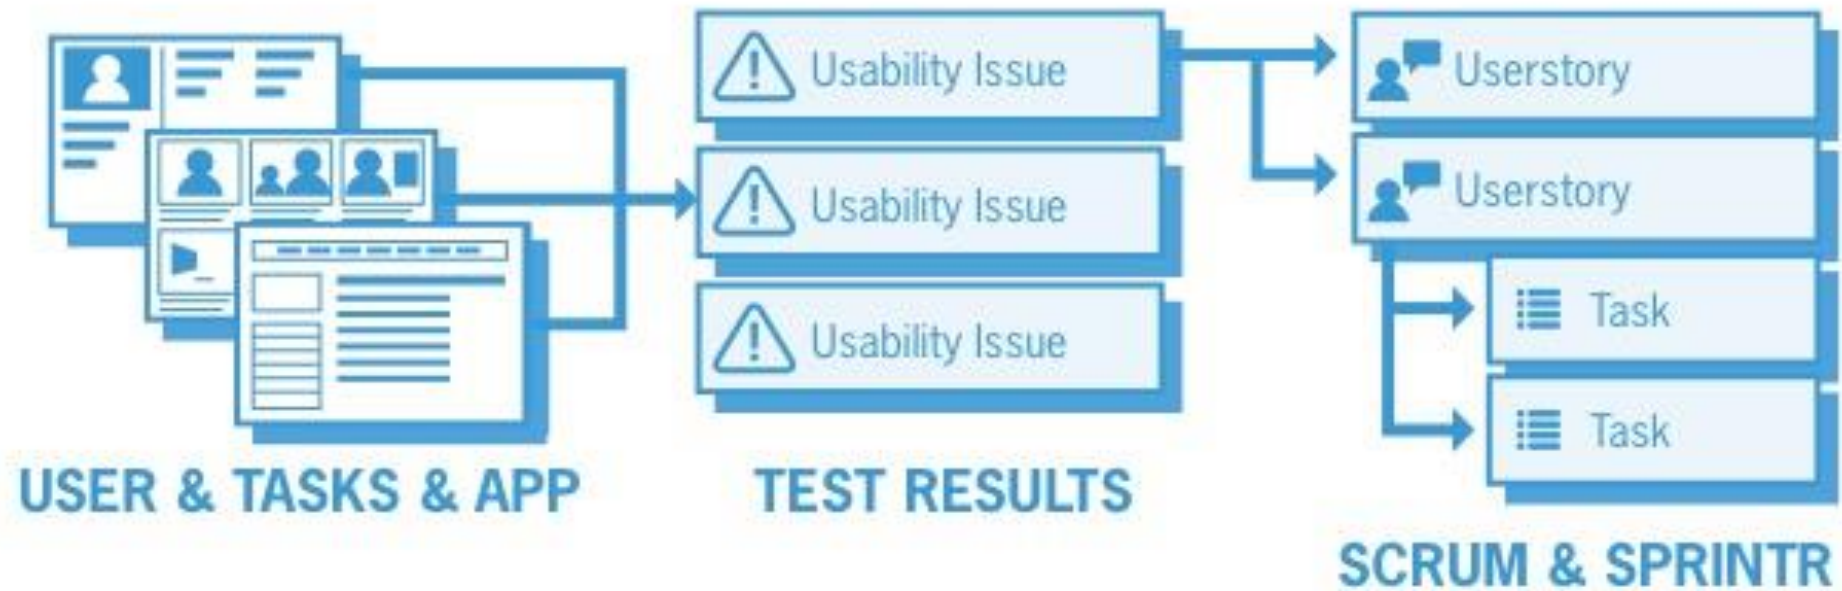 Usability Issue
Usability Issue
Usability Issue
Userstory
Userstory
Task
Task
USER & TASKS & APP
TEST RESULTS
SCRUM & SPRINTR